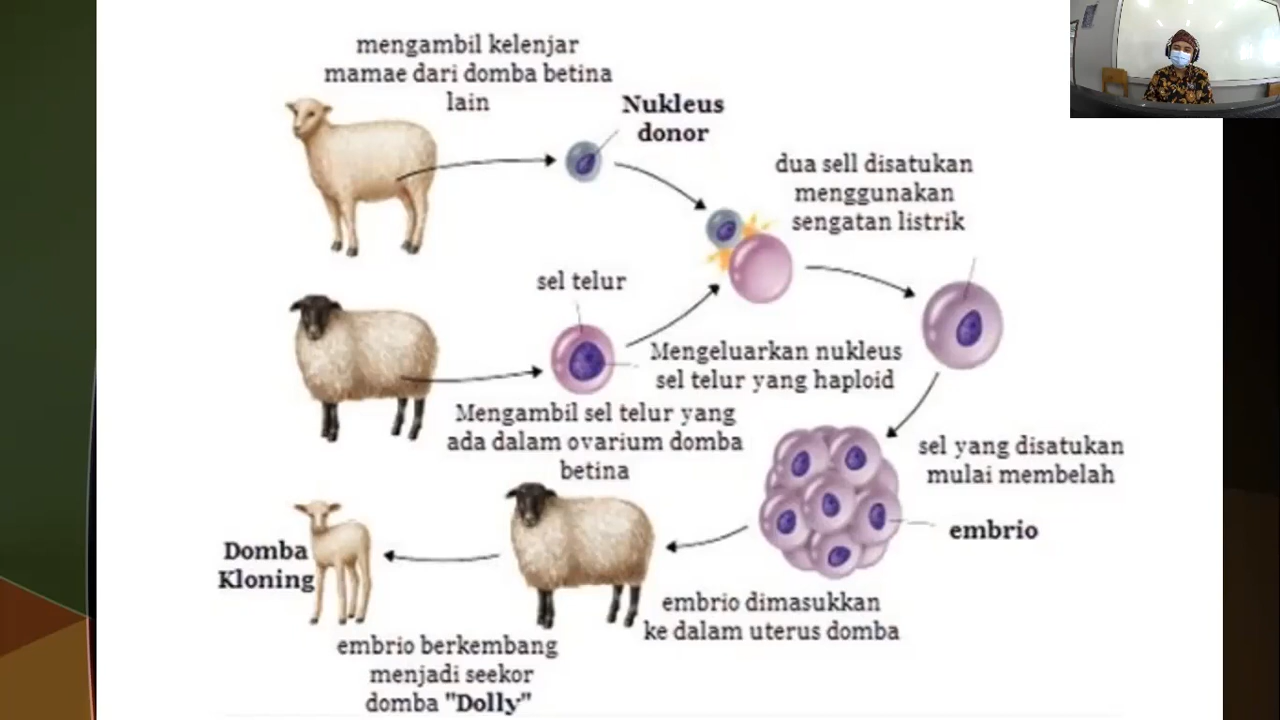 mengambil kelenjar
mamae dari domba betina
lain
Nukleus
donor
dua sell disatukan
menggunakan
sengatan listrik
sel telur
Mengeluarkan nukleus
sel telur yang haploid
Mengambil sel telur yang
ada dalam ovarium domba
betina
sel yang disatukan
mulai membelah
embrio
Domba
Kloning
embrio dimasukkan
ke dalam uterus domba
embrio berkembang
menjadi seekor
domba "Dolly"